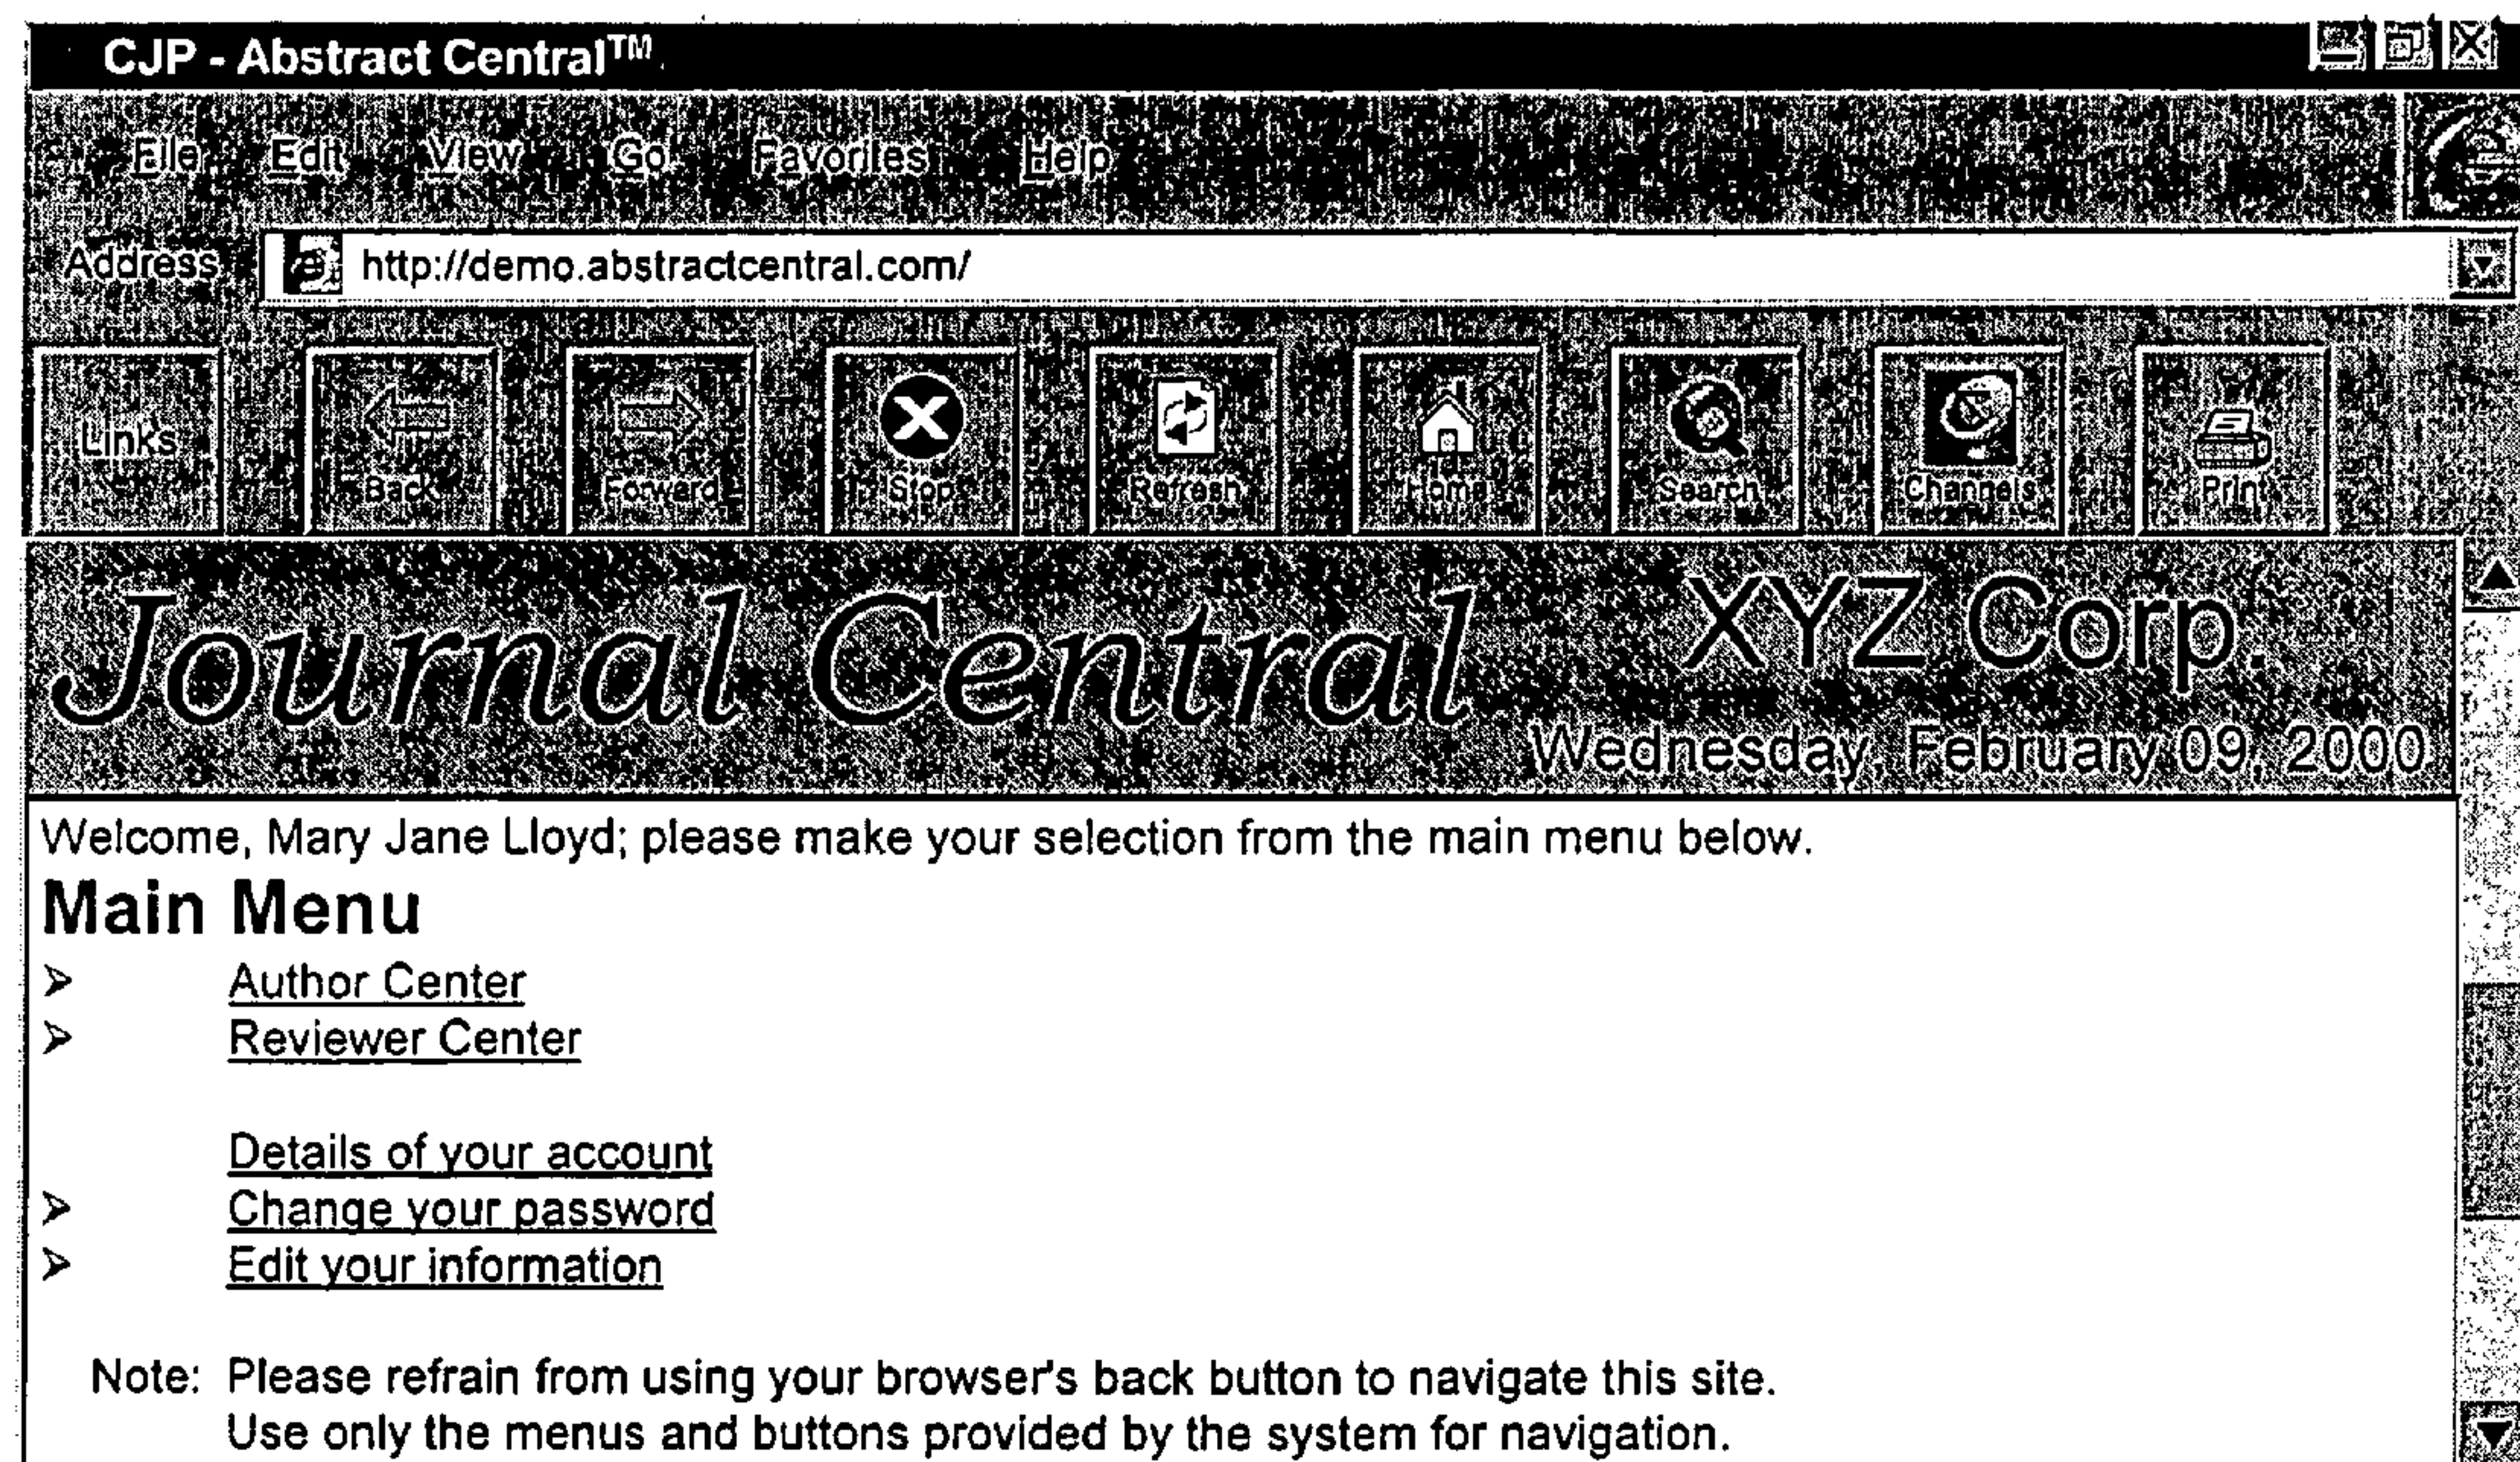 CJP - Abstract Central™
File Edit View Go Favorites Help
Address http://demo.abstractcentral.com/
Links Back Forward Stop Refresh Home Search Channels Print
Journal Central XYZ Corp.
Wednesday, February 09, 2000
Welcome, Mary Jane Lloyd; please make your selection from the main menu below.
Main Menu
➢ Author Center
➢ Reviewer Center
Details of your account
➢ Change your password
➢ Edit your information
Note: Please refrain from using your browser's back button to navigate this site.
Use only the menus and buttons provided by the system for navigation.